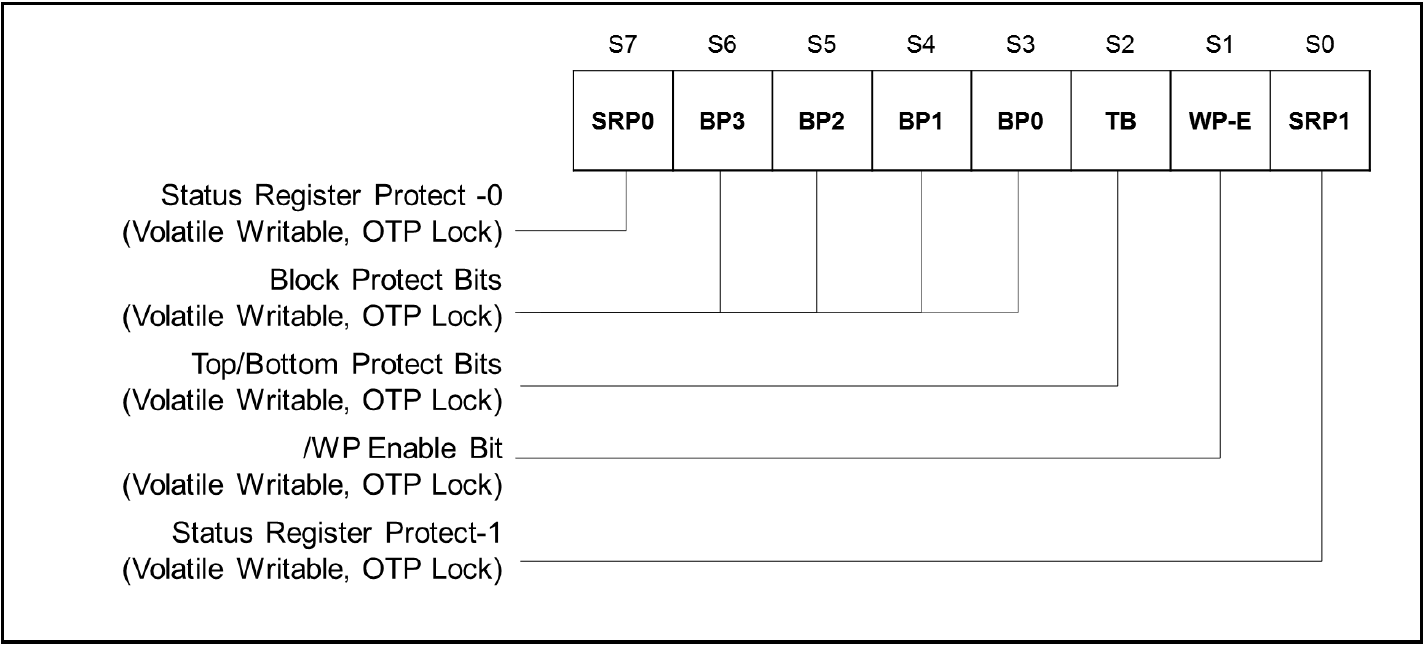 S7 S6 S5 S4 S3 S2 S1 S0
SRP0 BP3 BP2 BP1 BP0 TB WP-E SRP1
Status Register Protect -0
(Volatile Writable, OTP Lock)
Block Protect Bits
(Volatile Writable, OTP Lock)
Top/Bottom Protect Bits
(Volatile Writable, OTP Lock)
/WP Enable Bit
(Volatile Writable, OTP Lock)
Status Register Protect-1
(Volatile Writable, OTP Lock)